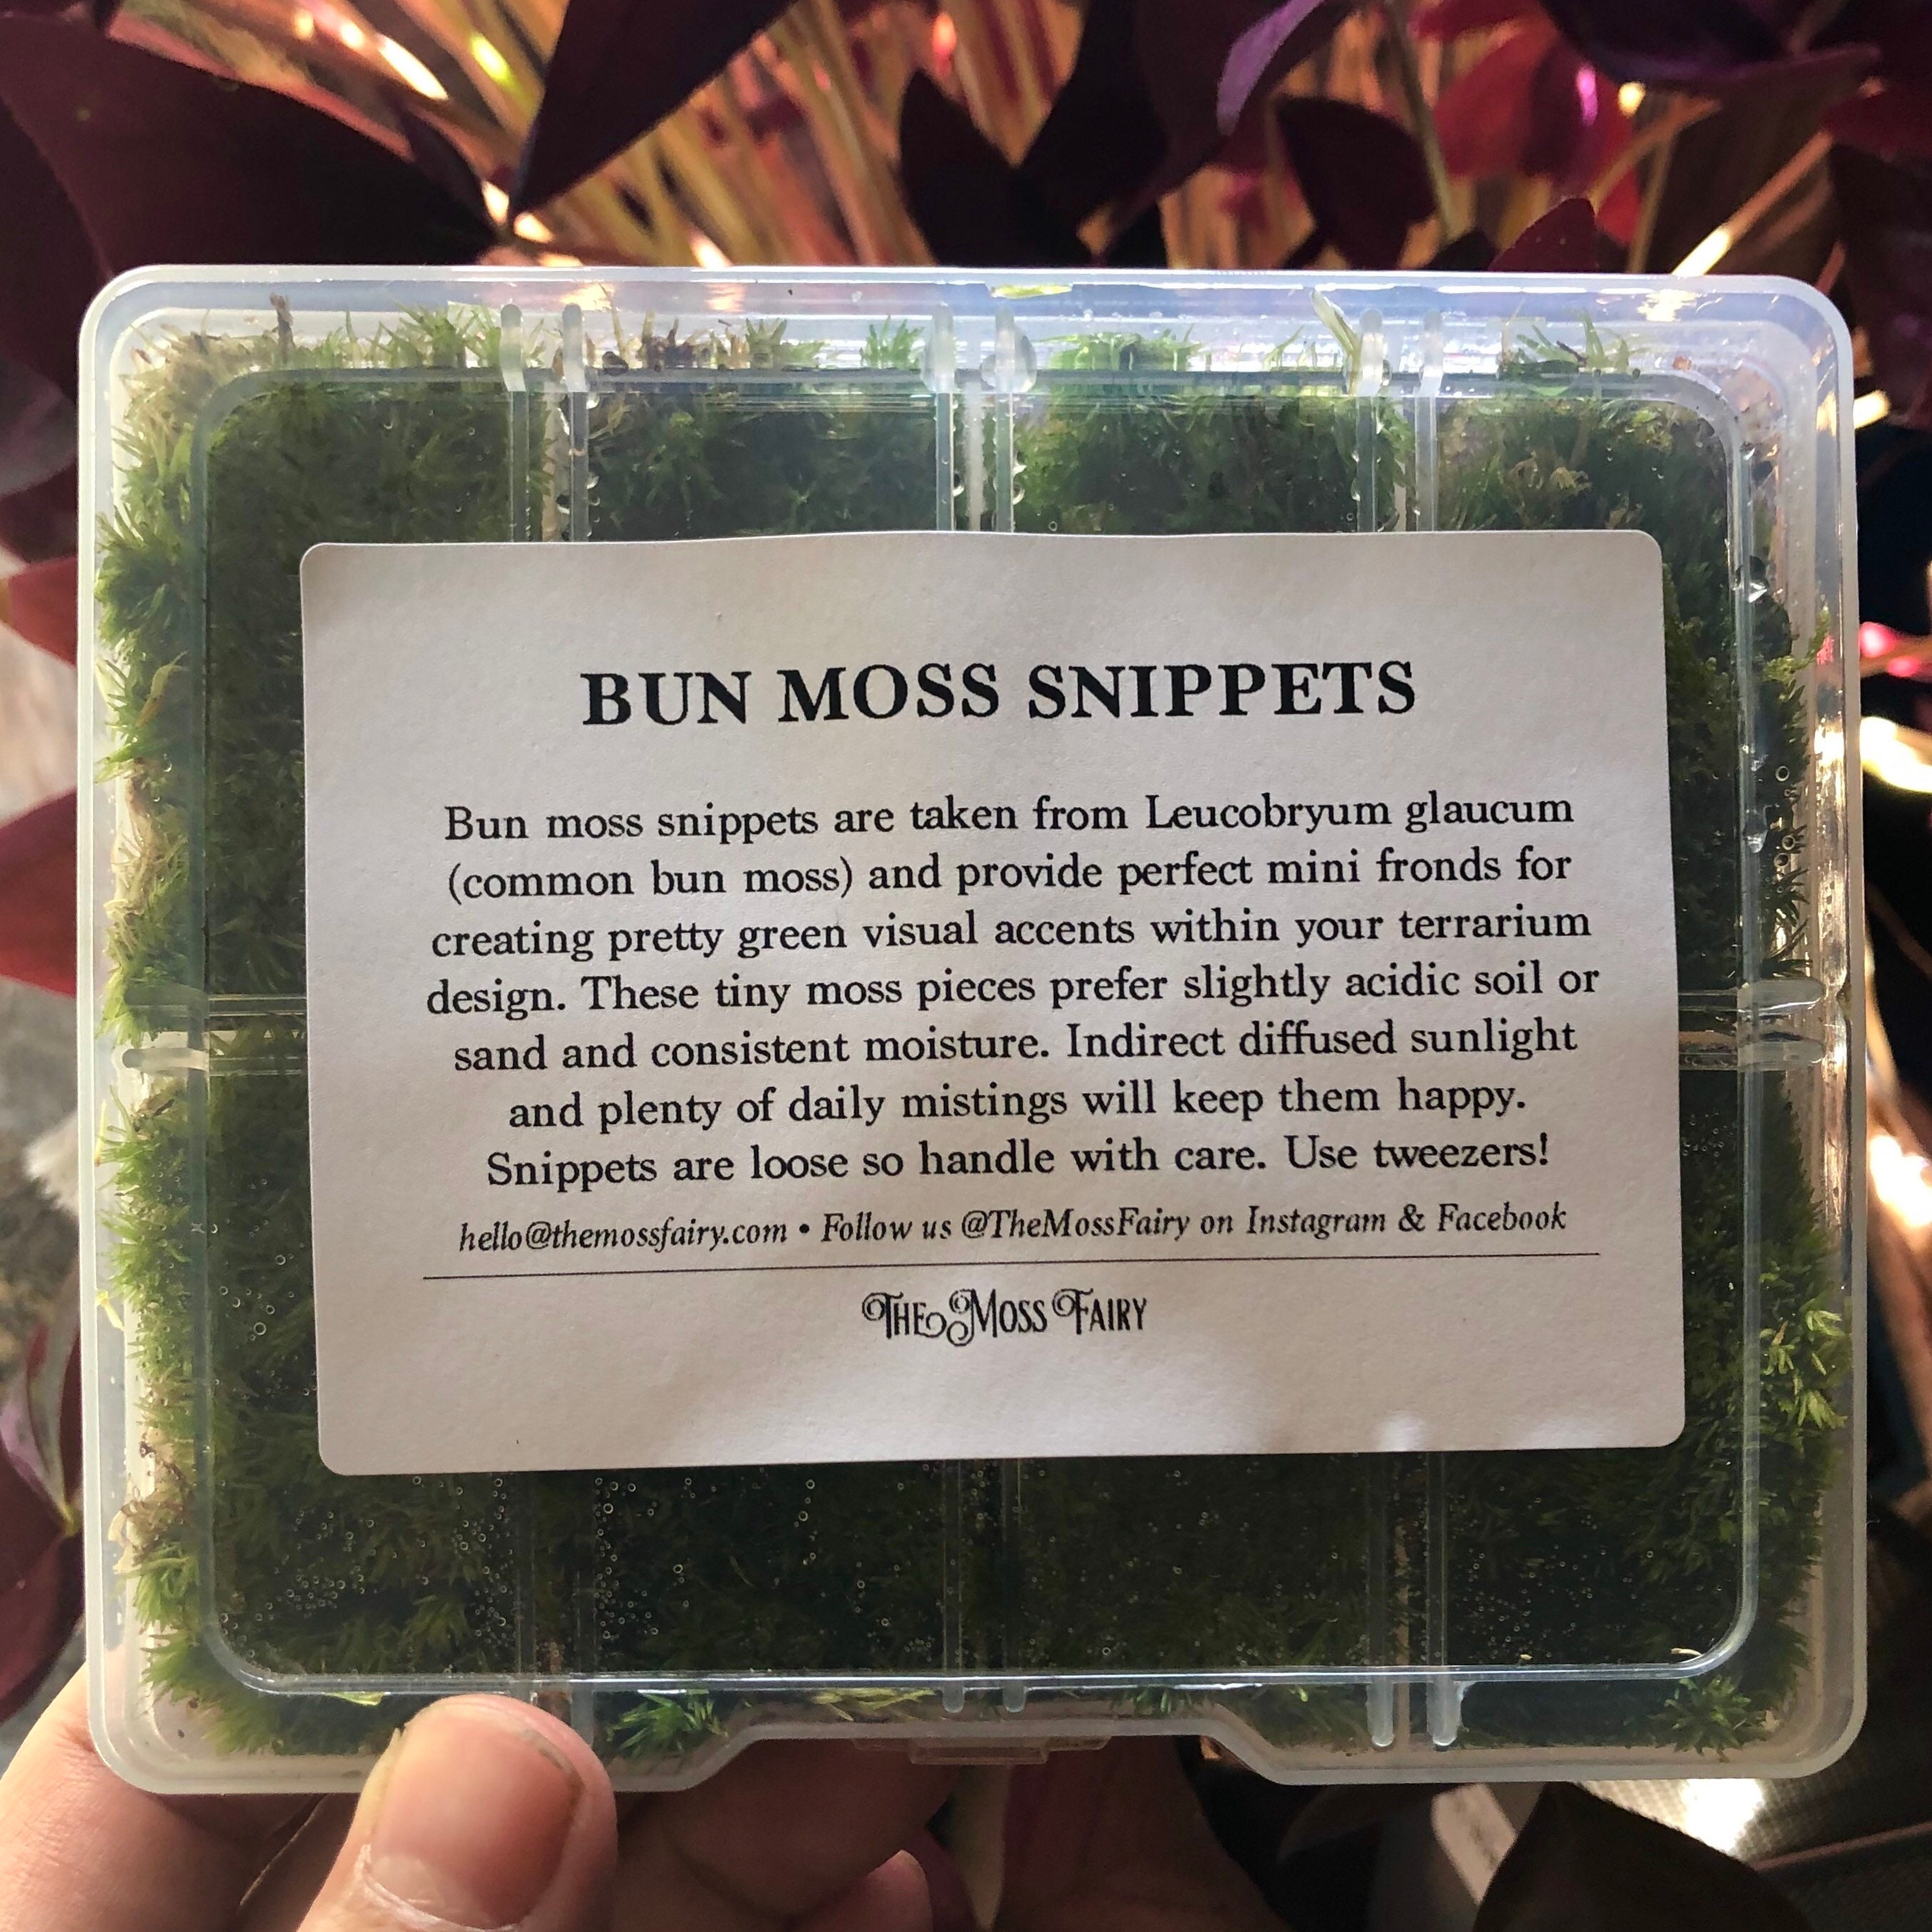 BUN MOSS SNIPPETS
Bun moss snippets are taken from Leucobryum glaucum
(common bun moss) and provide perfect mini fronds for
creating pretty green visual accents within your terrarium
design. These tiny moss pieces prefer slightly acidic soil or
sand and consistent moisture. Indirect diffused sunlight
and plenty of daily mistings will keep them happy.
Snippets are loose so handle with care. Use tweezers!
hello@themossfairy.com • Follow us @TheMossFairy on Instagram & Facebook
THE MOSS FAIRY